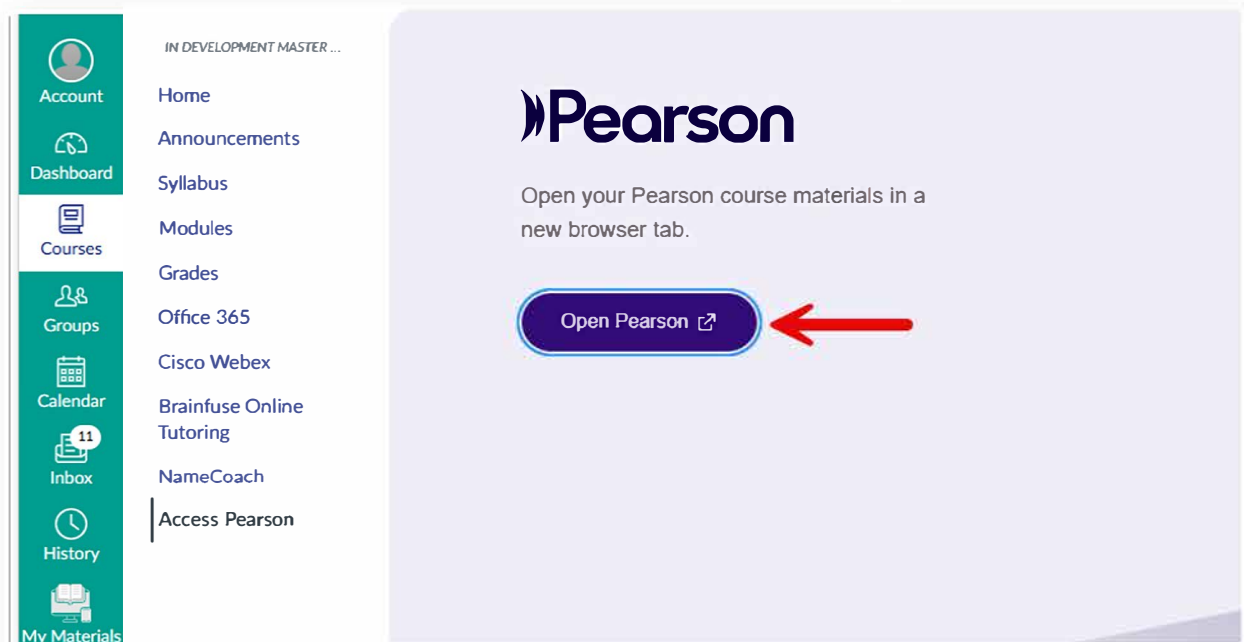 Account
Dashboard
Courses
Groups
Calendar
11
Inbox
History
My Materials
IN DEVELOPMENT MASTER ...
Home
Announcements
Syllabus
Modules
Grades
Office 365
Cisco Webex
Brainfuse Online
Tutoring
NameCoach
Access Pearson
Pearson
Open your Pearson course materials in a
new browser tab.
Open Pearson